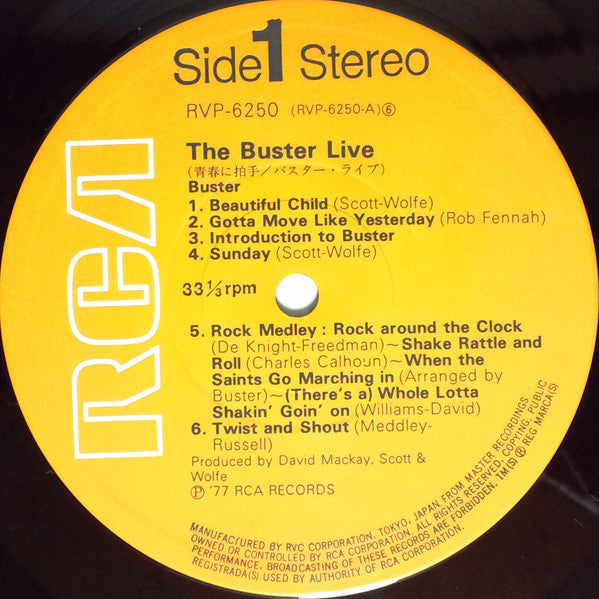 Side 1 Stereo
RVP-6250 (RVP-6250-A)⑥
The Buster Live
(青春に拍手/バスター・ライブ)
Buster
1. Beautiful Child (Scott-Wolfe)
2. Gotta Move Like Yesterday (Rob Fennah)
3. Introduction to Buster
4. Sunday (Scott-Wolfe)
33 1/3 rpm
5. Rock Medley : Rock around the Clock
(De Knight-Freedman)~Shake Rattle and
Roll (Charles Calhoun)~When the
Saints Go Marching in (Arranged by
Buster)~(There's a) Whole Lotta
Shakin' Goin' on (Williams-David)
6. Twist and Shout (Meddley-
Russell)
Produced by David Mackay, Scott &
Wolfe
Ⓟ '77 RCA RECORDS
RCA
MANUFACTURED BY RVC CORPORATION, TOKYO, JAPAN, FROM MASTER RECORDINGS
OWNED OR CONTROLLED BY RCA CORPORATION. ALL RIGHTS RESERVED, COPYING, PUBLIC
PERFORMANCE, BROADCASTING OF THESE RECORDS ARE FORBIDDEN. TM(S) ® REG MARCA(S)
REGISTRADA(S) USED BY AUTHORITY OF RCA CORPORATION.